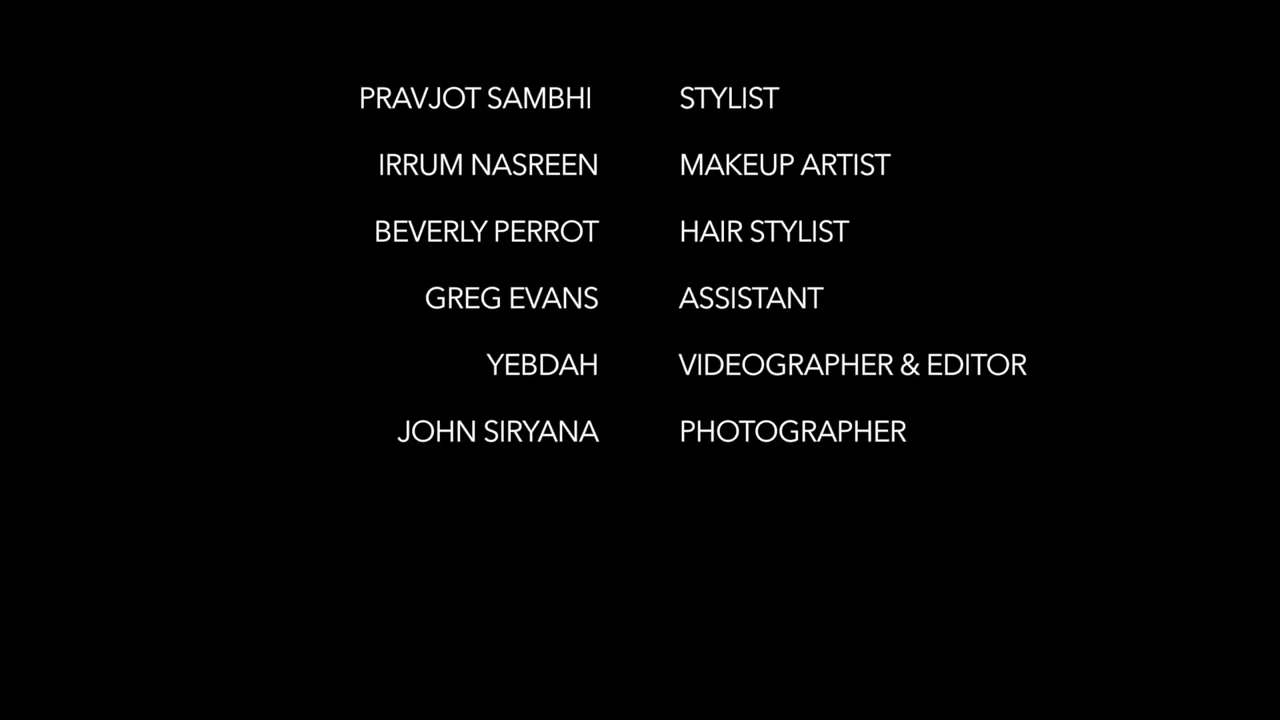 PRAVJOT SAMBHI STYLIST
IRRUM NASREEN MAKEUP ARTIST
BEVERLY PERROT HAIR STYLIST
GREG EVANS ASSISTANT
YEBDAH VIDEOGRAPHER & EDITOR
JOHN SIRYANA PHOTOGRAPHER